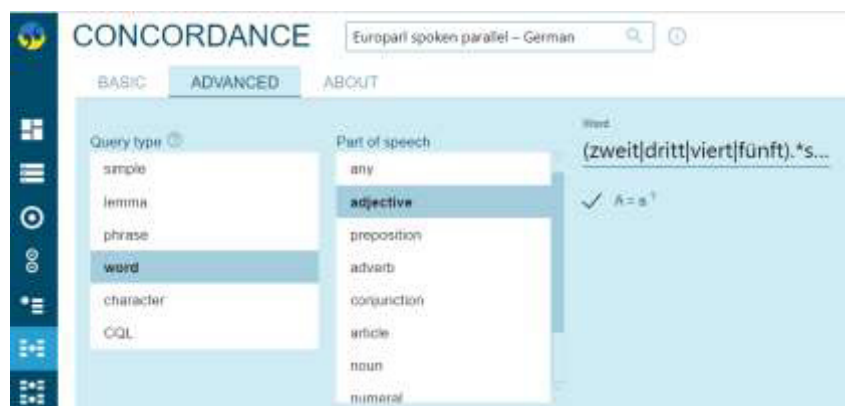 CONCORDANCE
Europarl spoken parallel – German
BASIC
ADVANCED
ABOUT
Query type ?
simple
lemma
phrase
word
character
CQL
Part of speech
any
adjective
preposition
adverb
conjunction
article
noun
numeral
Word
(zweit|dritt|viert|fünft).*s...
A = a ?